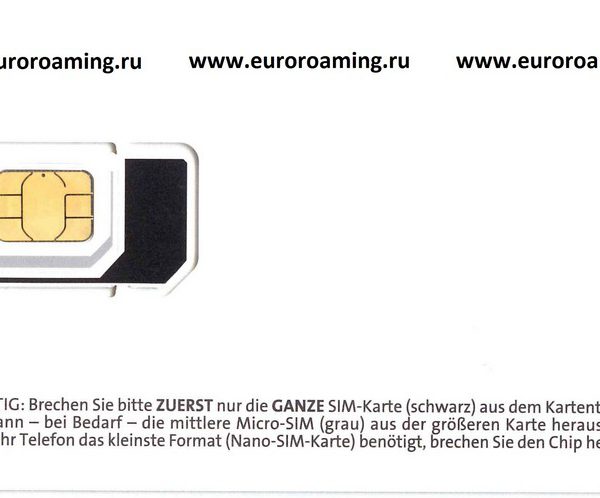 uroroaming.ru www.euroroaming.ru www.euroroa
TIG: Brechen Sie bitte ZUERST nur die GANZE SIM-Karte (schwarz) aus dem Kartent
ann – bei Bedarf – die mittlere Micro-SIM (grau) aus der größeren Karte heraus
hr Telefon das kleinste Format (Nano-SIM-Karte) benötigt, brechen Sie den Chip he